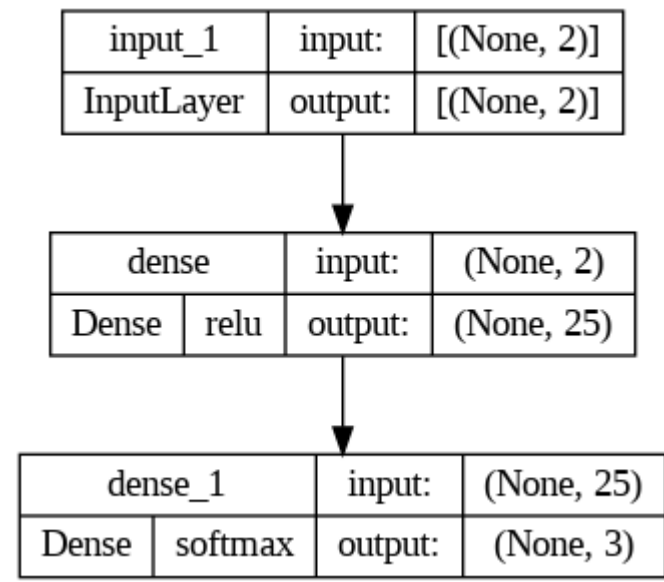 input_1 input: [(None, 2)]
InputLayer output: [(None, 2)]
dense input: (None, 2)
Dense relu output: (None, 25)
dense_1 input: (None, 25)
Dense softmax output: (None, 3)